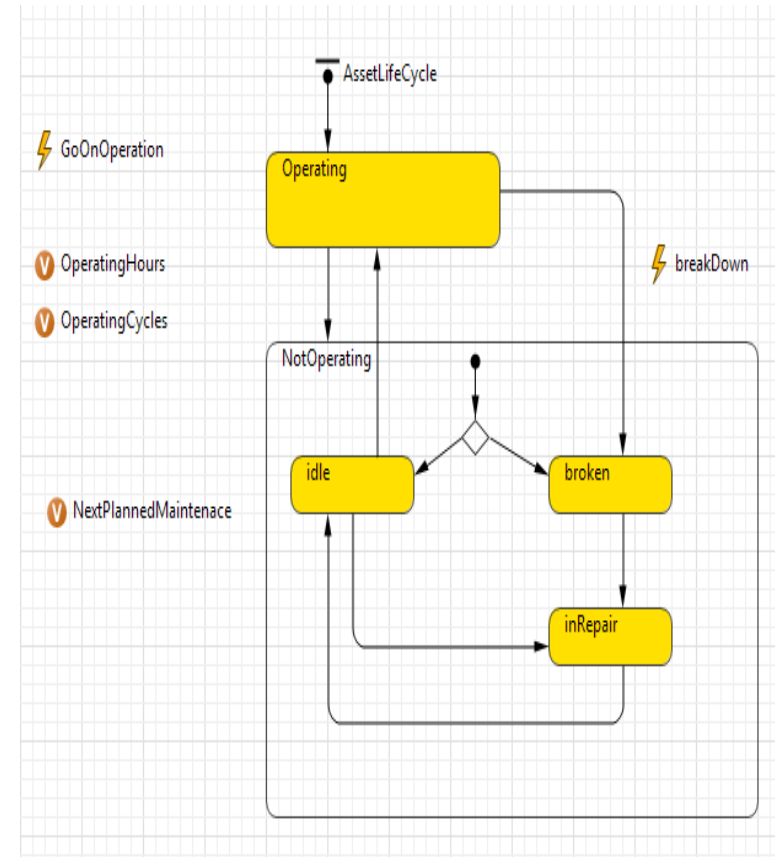 AssetLifeCycle
GoOnOperation
Operating
OperatingHours
breakDown
OperatingCycles
NotOperating
idle
broken
NextPlannedMaintenace
inRepair